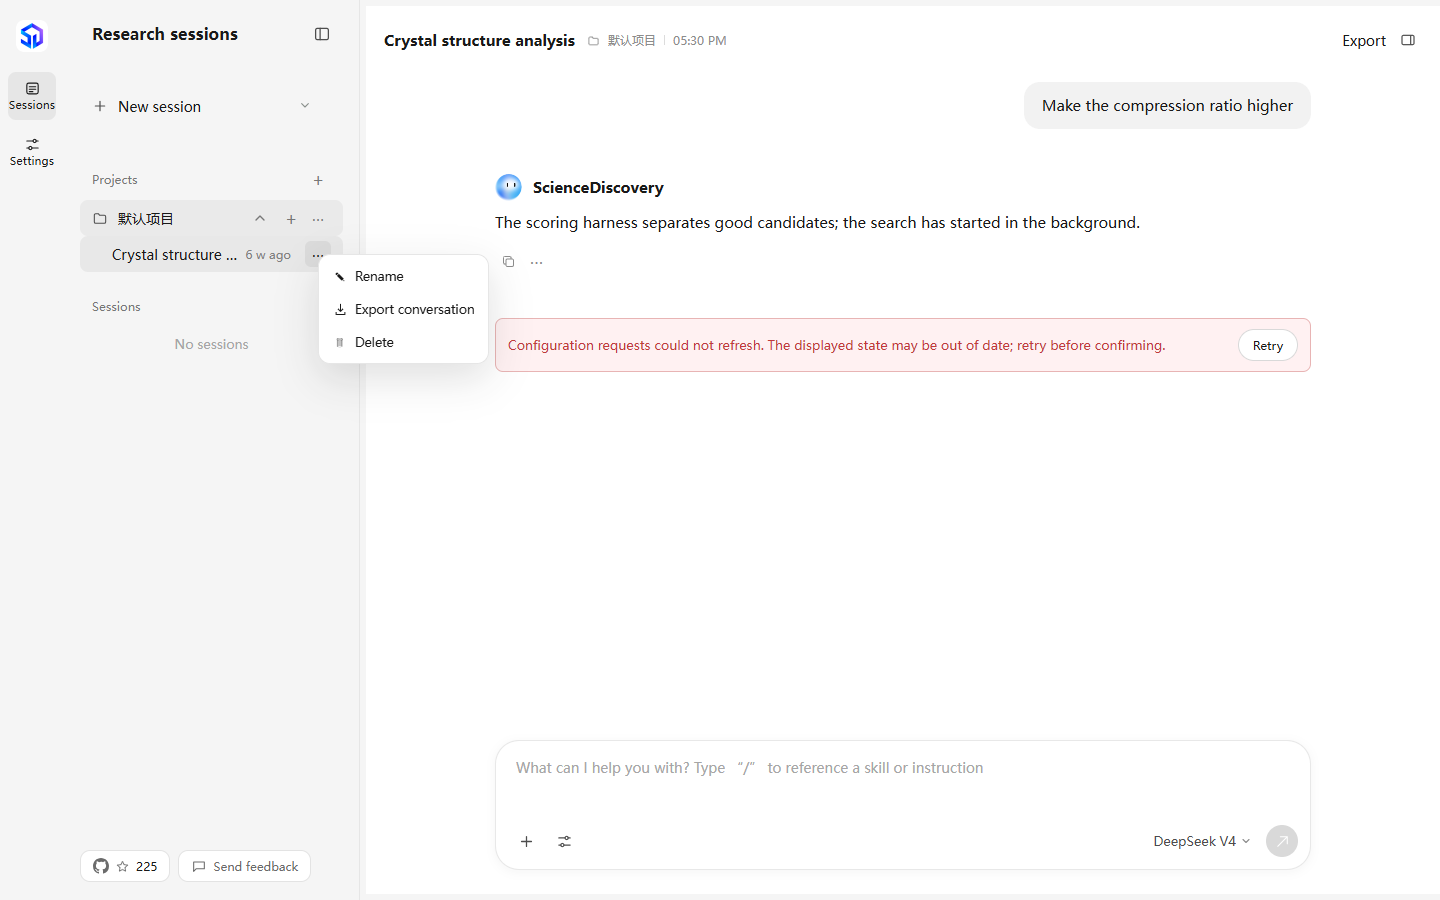 Research sessions
Sessions
Settings
New session
Projects
默认项目
Crystal structure ... 6 w ago
Sessions
No sessions
Rename
Export conversation
Delete
225
Send feedback
Crystal structure analysis
默认项目
05:30 PM
Export
Make the compression ratio higher
ScienceDiscovery
The scoring harness separates good candidates; the search has started in the background.
Configuration requests could not refresh. The displayed state may be out of date; retry before confirming.
Retry
What can I help you with? Type “/” to reference a skill or instruction
DeepSeek V4